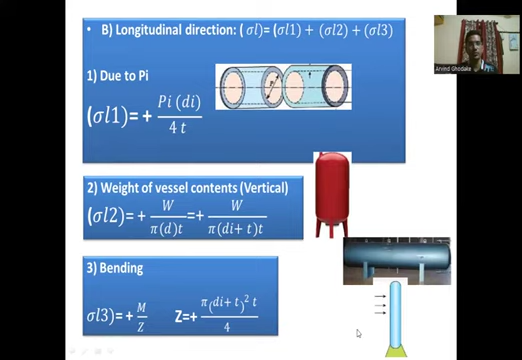 • B) Longitudinal direction: ( σl)= (σl1) + (σl2) + (σl3)
Arvind Ghodake
1) Due to Pi
(σl1)= + Pi (di) / 4 t
2) Weight of vessel contents (Vertical)
(σl2)= + W / π(d)t =+ W / π(di+ t)t
3) Bending
σl3)= + M / Z Z=+ π(di+ t)² t / 4